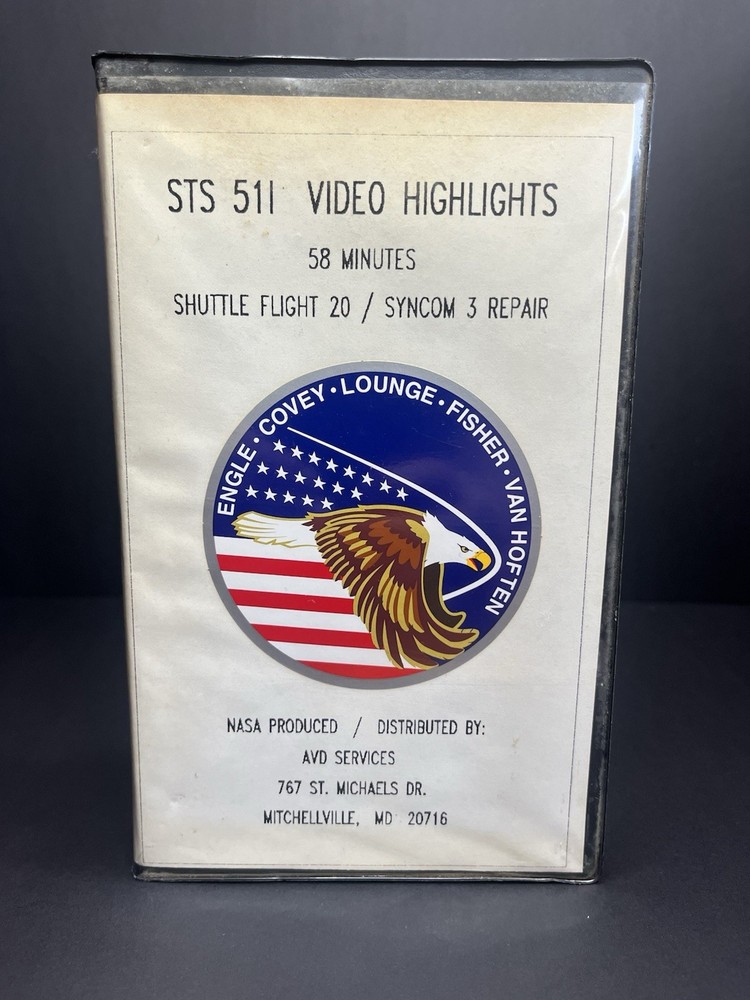 STS 51I VIDEO HIGHLIGHTS
58 MINUTES
SHUTTLE FLIGHT 20 / SYNCOM 3 REPAIR
ENGLE · COVEY · LOUNGE · FISHER · VAN HOFTEN
NASA PRODUCED / DISTRIBUTED BY:
AVD SERVICES
767 ST. MICHAELS DR.
MITCHELLVILLE, MD 20716